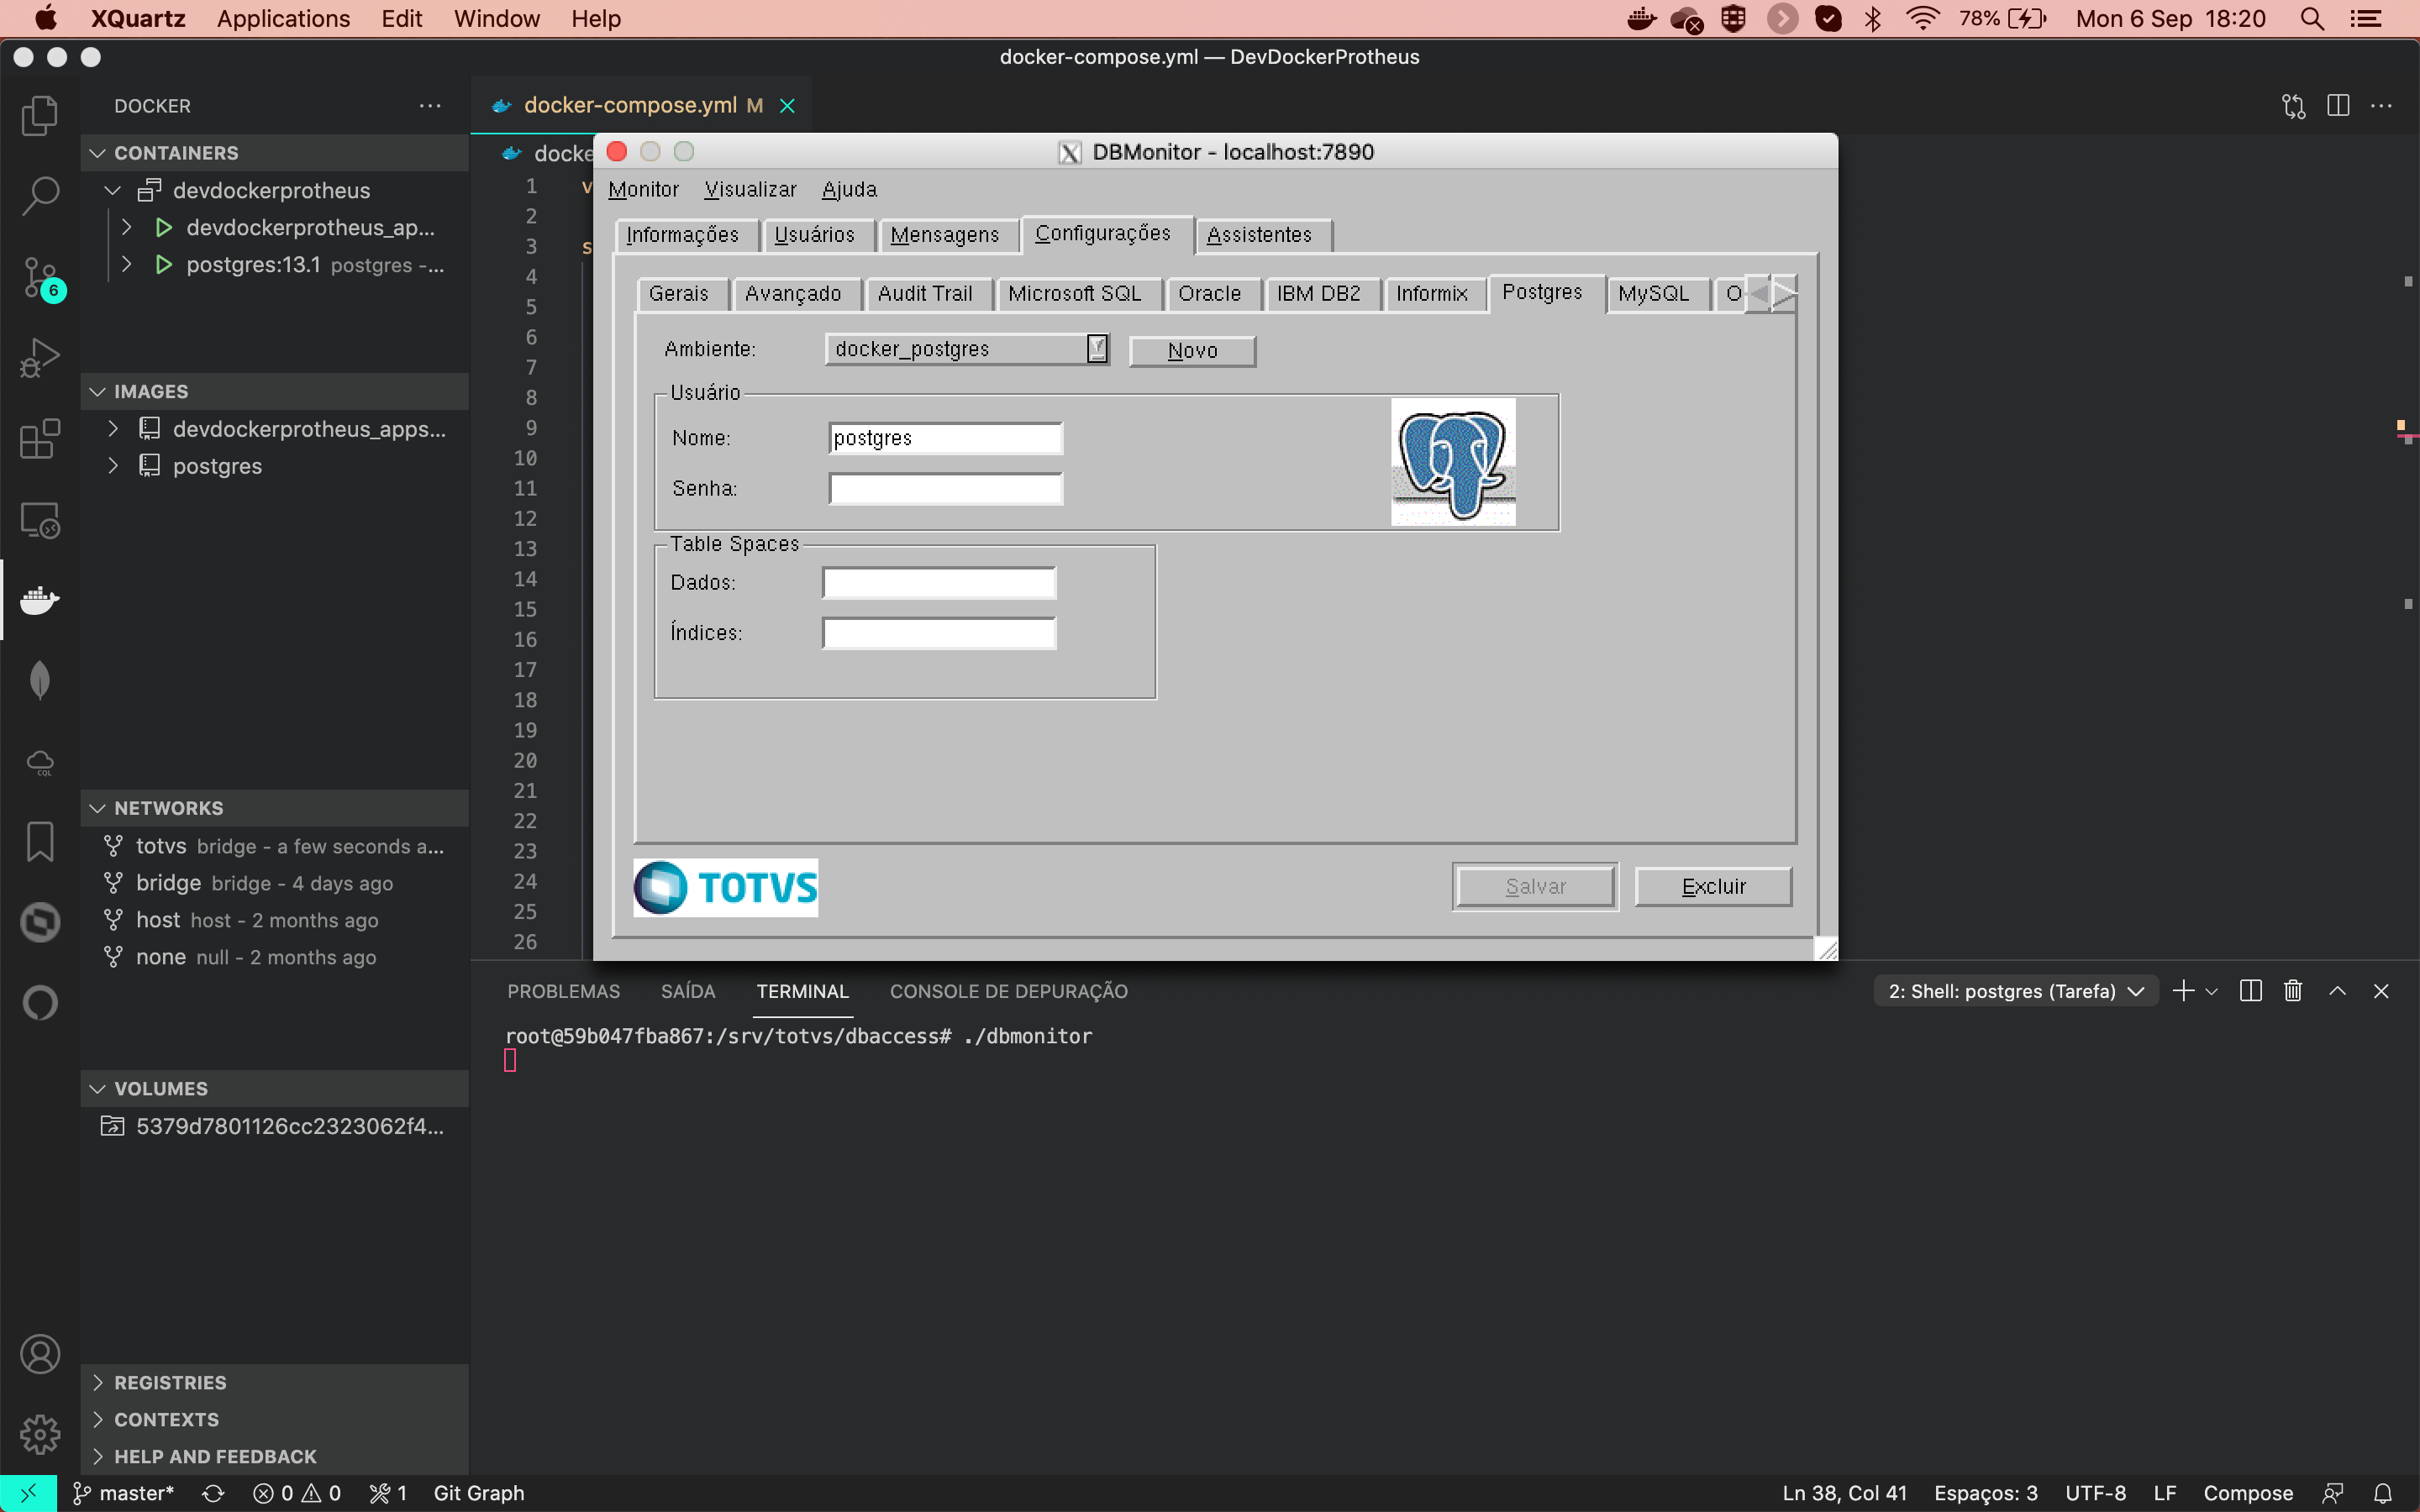 XQuartz Applications Edit Window Help 78% Mon 6 Sep 18:20
docker-compose.yml — DevDockerProtheus
DOCKER
docker-compose.yml M
CONTAINERS
devdockerprotheus
devdockerprotheus_ap...
postgres:13.1 postgres -...
6
IMAGES
devdockerprotheus_apps...
postgres
NETWORKS
totvs bridge - a few seconds a...
bridge bridge - 4 days ago
host host - 2 months ago
none null - 2 months ago
VOLUMES
5379d7801126cc2323062f4...
REGISTRIES
CONTEXTS
HELP AND FEEDBACK
CQL
docke
1 v
2
3 s
4
5
6
7
8
9
10
11
12
13
14
15
16
17
18
19
20
21
22
23
24
25
26
DBMonitor - localhost:7890
Monitor Visualizar Ajuda
Informações Usuários Mensagens Configurações Assistentes
Gerais Avançado Audit Trail Microsoft SQL Oracle IBM DB2 Informix Postgres MySQL O
Ambiente: docker_postgres Novo
Usuário
Nome: postgres
Senha:
Table Spaces
Dados:
Índices:
TOTVS
Salvar Excluir
PROBLEMAS SAÍDA TERMINAL CONSOLE DE DEPURAÇÃO 2: Shell: postgres (Tarefa)
root@59b047fba867:/srv/totvs/dbaccess# ./dbmonitor
master* 0 0 1 Git Graph Ln 38, Col 41 Espaços: 3 UTF-8 LF Compose